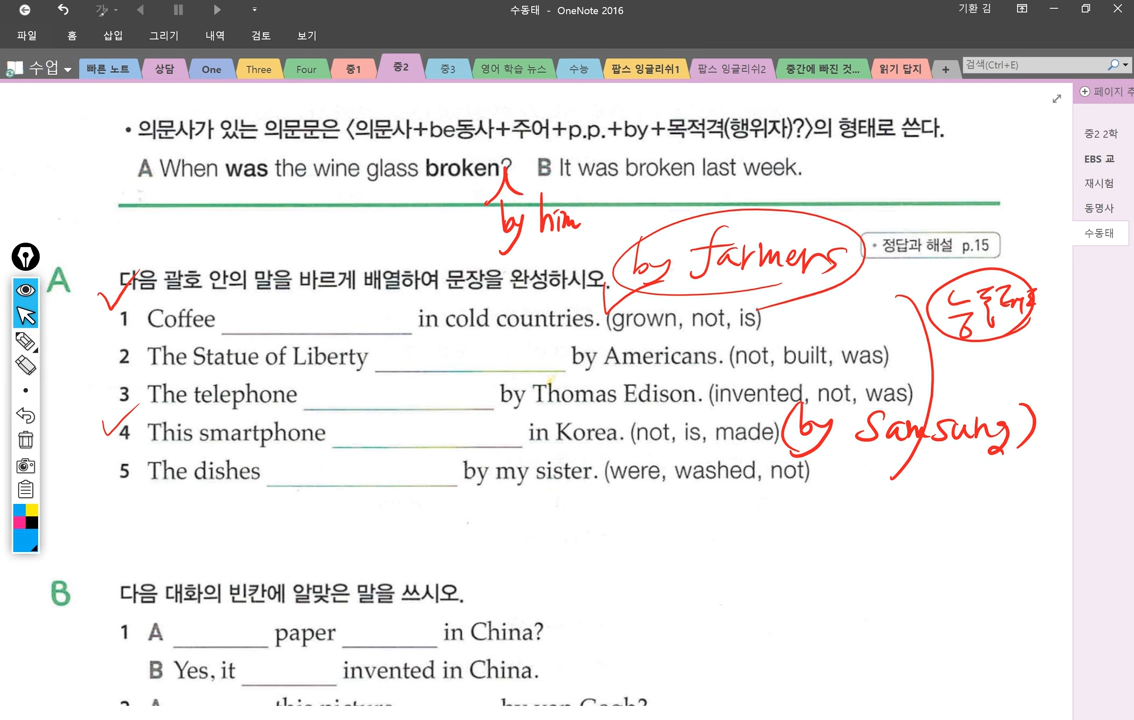 수동태 - OneNote 2016
기환 김
파일 홈 삽입 그리기 내역 검토 보기
수업 빠른 노트 상담 One Three Four 중1 중2 중3 영어 학습 뉴스 수능 팝스 잉글리쉬1 팝스 잉글리쉬2 중간에 빠진 것... 읽기 답지 + 검색(Ctrl+E)
페이지 추
중2 2학
EBS 교
재시험
동명사
수동태
• 의문사가 있는 의문문은 〈의문사+be동사+주어+p.p.+by+목적격(행위자)?〉의 형태로 쓴다.
A When was the wine glass broken? B It was broken last week.
by him
• 정답과 해설 p.15
by farmers
A 다음 괄호 안의 말을 바르게 배열하여 문장을 완성하시오.
1 Coffee in cold countries. (grown, not, is)
2 The Statue of Liberty by Americans. (not, built, was)
3 The telephone by Thomas Edison. (invented, not, was)
4 This smartphone in Korea. (not, is, made) (by Samsung)
5 The dishes by my sister. (were, washed, not)
B 다음 대화의 빈칸에 알맞은 말을 쓰시오.
1 A paper in China?
B Yes, it invented in China.
2 A this picture by van Gogh?